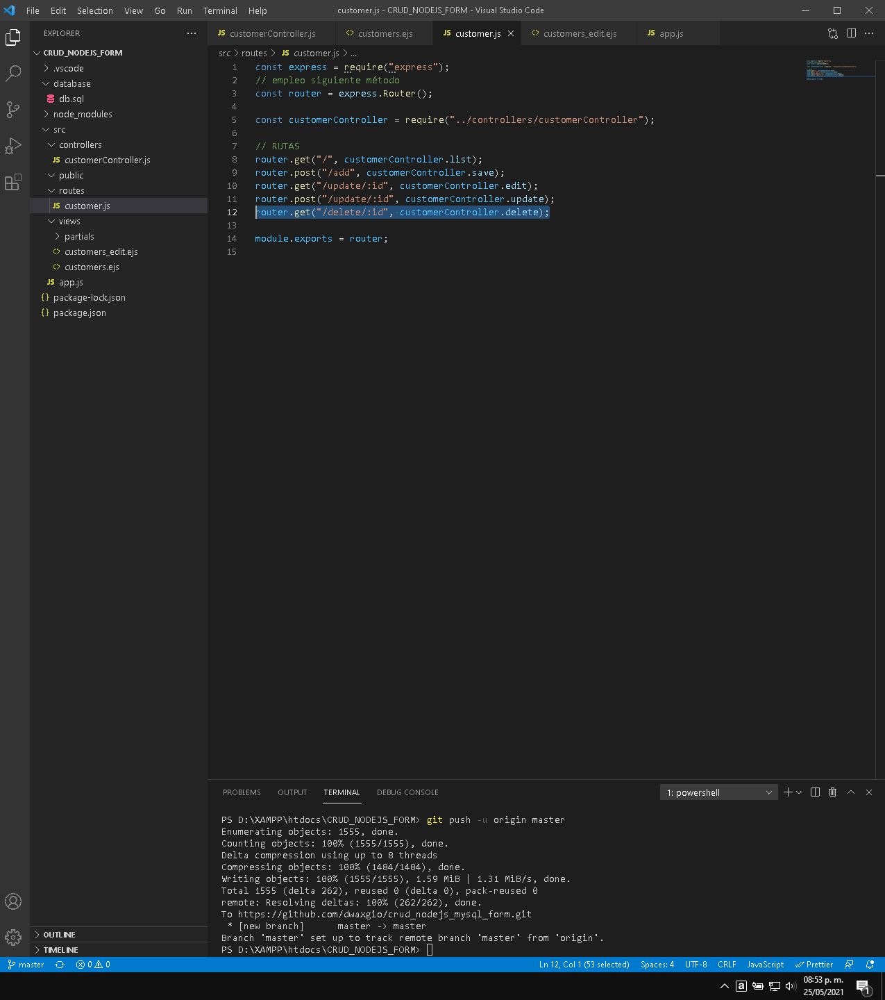 File Edit Selection View Go Run Terminal Help customer.js - CRUD_NODEJS_FORM - Visual Studio Code
EXPLORER
CRUD_NODEJS_FORM
.vscode
database
db.sql
node_modules
src
controllers
customerController.js
public
routes
customer.js
views
partials
customers_edit.ejs
customers.ejs
app.js
package-lock.json
package.json
OUTLINE
TIMELINE
JS customerController.js <> customers.ejs JS customer.js <> customers_edit.ejs JS app.js
src > routes > JS customer.js > ...
1 const express = require("express");
2 // empleo siguiente método
3 const router = express.Router();
4
5 const customerController = require("../controllers/customerController");
6
7 // RUTAS
8 router.get("/", customerController.list);
9 router.post("/add", customerController.save);
10 router.get("/update/:id", customerController.edit);
11 router.post("/update/:id", customerController.update);
12 router.get("/delete/:id", customerController.delete);
13
14 module.exports = router;
15
PROBLEMS OUTPUT TERMINAL DEBUG CONSOLE 1: powershell
PS D:\XAMPP\htdocs\CRUD_NODEJS_FORM> git push -u origin master
Enumerating objects: 1555, done.
Counting objects: 100% (1555/1555), done.
Delta compression using up to 8 threads
Compressing objects: 100% (1484/1484), done.
Writing objects: 100% (1555/1555), 1.59 MiB | 1.31 MiB/s, done.
Total 1555 (delta 262), reused 0 (delta 0), pack-reused 0
remote: Resolving deltas: 100% (262/262), done.
To https://github.com/dwaxgio/crud_nodejs_mysql_form.git
 * [new branch]      master -> master
Branch 'master' set up to track remote branch 'master' from 'origin'.
PS D:\XAMPP\htdocs\CRUD_NODEJS_FORM>
master 0 0 Ln 12, Col 1 (53 selected) Spaces: 4 UTF-8 CRLF JavaScript Prettier
a 08:53 p. m.
25/05/2021 1